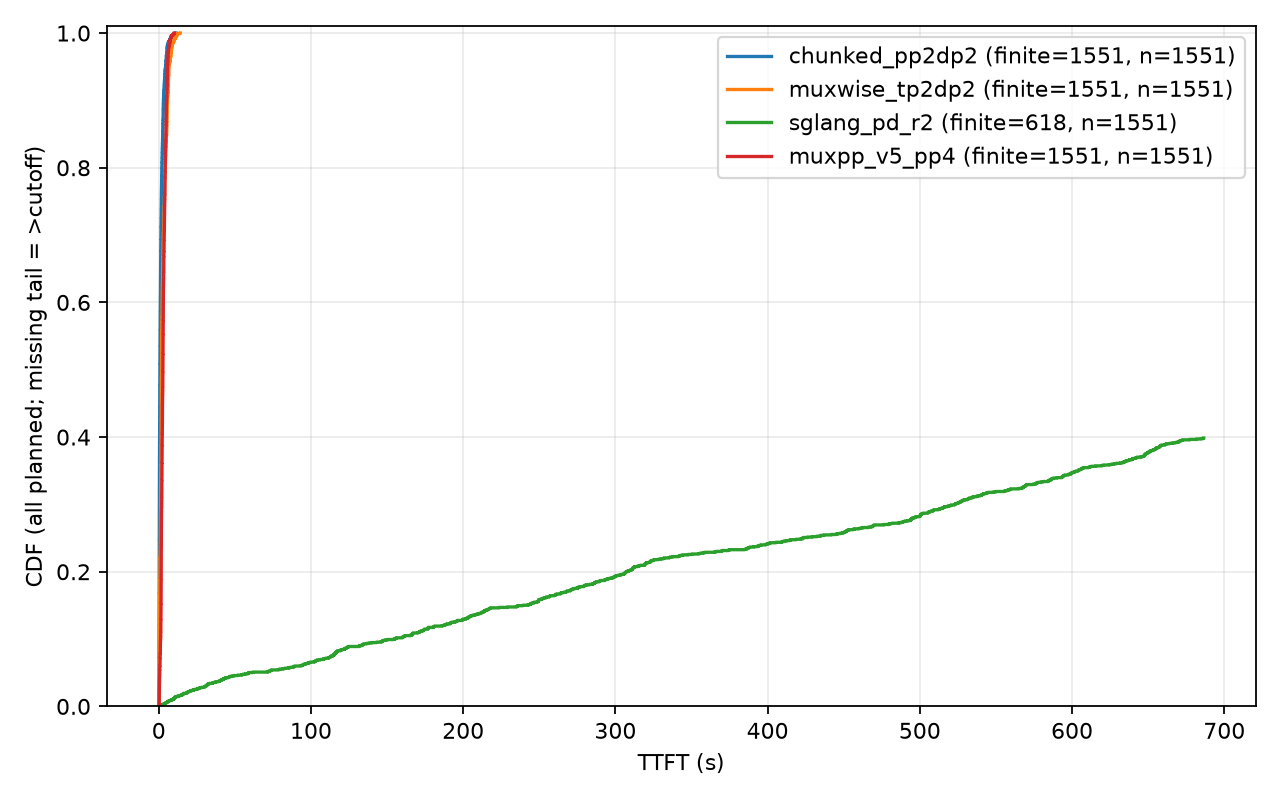 chunked_pp2dp2 (finite=1551, n=1551)
muxwise_tp2dp2 (finite=1551, n=1551)
sglang_pd_r2 (finite=618, n=1551)
muxpp_v5_pp4 (finite=1551, n=1551)
CDF (all planned; missing tail = >cutoff)
1.0
0.8
0.6
0.4
0.2
0.0
0 100 200 300 400 500 600 700
TTFT (s)